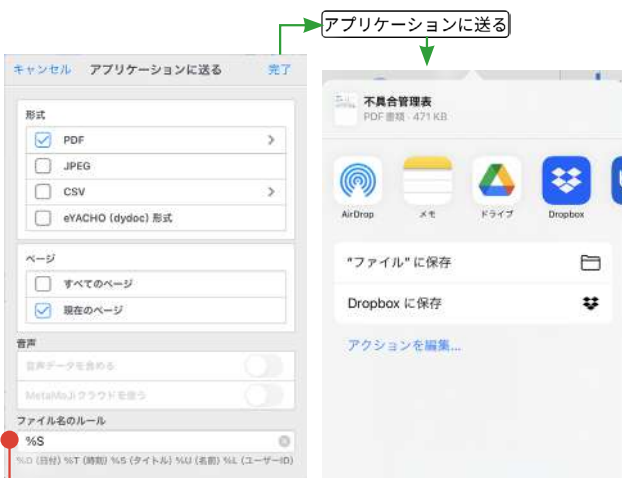 アプリケーションに送る
キャンセル アプリケーションに送る 完了
形式
PDF
JPEG
CSV
eYACHO (dydoc) 形式
ページ
すべてのページ
現在のページ
音声
音声データを含める
MetaMoJi クラウドを使う
ファイル名のルール
%S
%D (日付) %T (時刻) %S (タイトル) %U (名前) %L (ユーザーID)
不具合管理表
PDF書類・471 KB
AirDrop メモ ドライブ Dropbox
"ファイル" に保存
Dropbox に保存
アクションを編集...